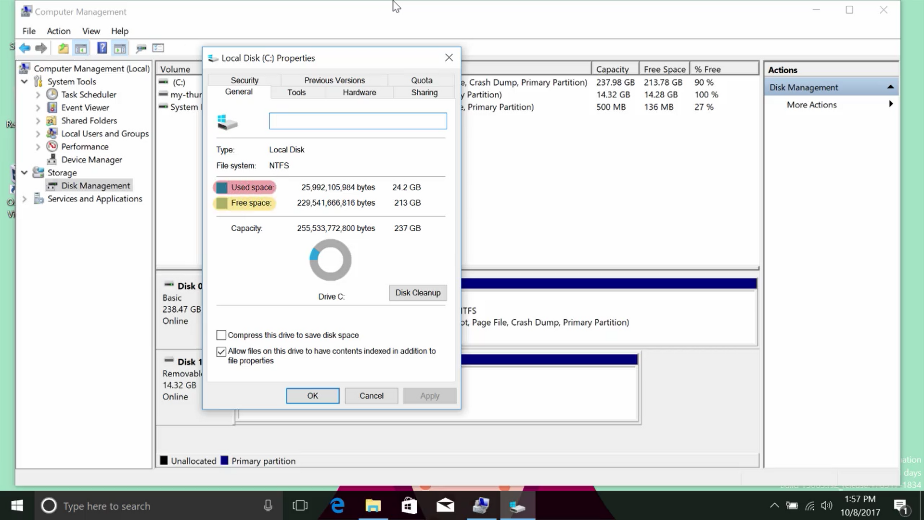 Computer Management
File Action View Help
Computer Management (Local)
System Tools
Task Scheduler
Event Viewer
Shared Folders
Local Users and Groups
Performance
Device Manager
Storage
Disk Management
Services and Applications
Volume
(C:)
my-thu
System
Capacity Free Space % Free
, Crash Dump, Primary Partition) 237.98 GB 213.78 GB 90 %
Partition) 14.32 GB 14.28 GB 100 %
, Primary Partition) 500 MB 136 MB 27 %
Actions
Disk Management
More Actions
Local Disk (C:) Properties
Security Previous Versions Quota
General Tools Hardware Sharing
Type: Local Disk
File system: NTFS
Used space: 25,992,105,984 bytes 24.2 GB
Free space: 229,541,666,816 bytes 213 GB
Capacity: 255,533,772,800 bytes 237 GB
Drive C:
Disk Cleanup
Compress this drive to save disk space
Allow files on this drive to have contents indexed in addition to
file properties
OK Cancel Apply
Disk 0
Basic
238.47 GB
Online
NTFS
ot, Page File, Crash Dump, Primary Partition)
Disk 1
Removabl
14.32 GB
Online
Unallocated Primary partition
ation
days
1834
Type here to search
1:57 PM
10/8/2017
1